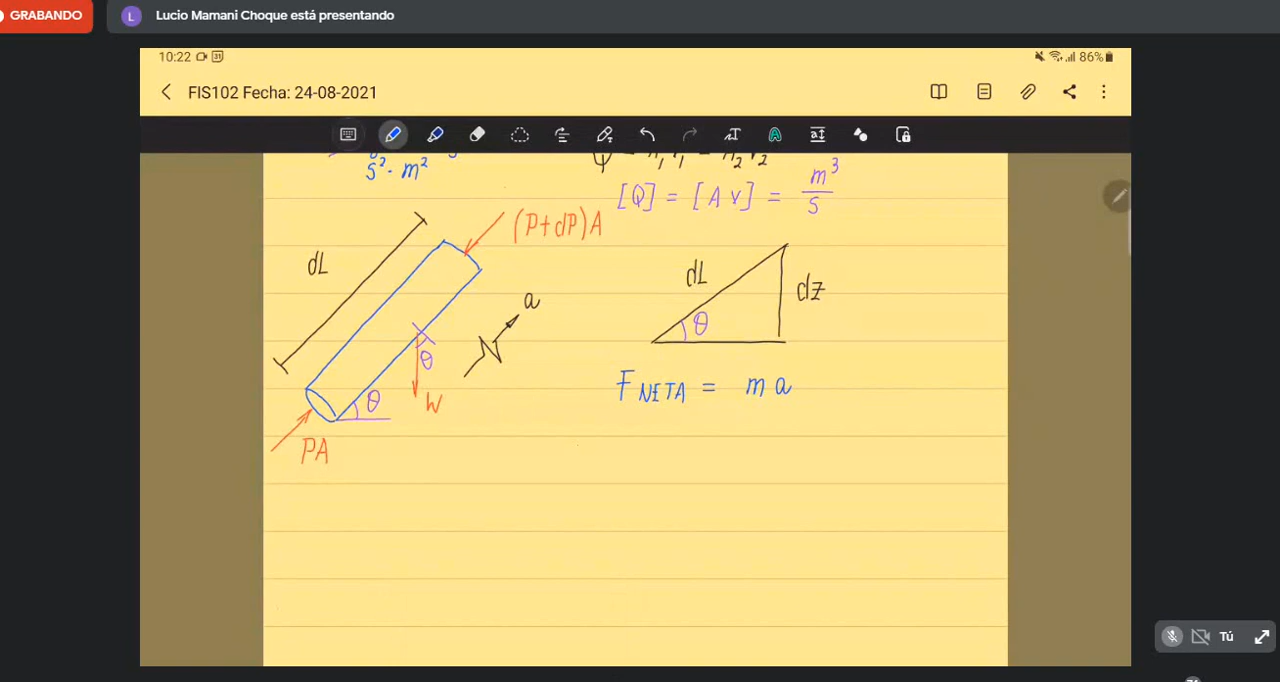 GRABANDO
L
Lucio Mamani Choque está presentando
10:22
31
86%
FIS102 Fecha: 24-08-2021
S² · m²
[Q] = [A v] = m³/S
(P+dP)A
dL
a
θ
W
θ
PA
dL
dz
θ
F NETA = m a
Tú